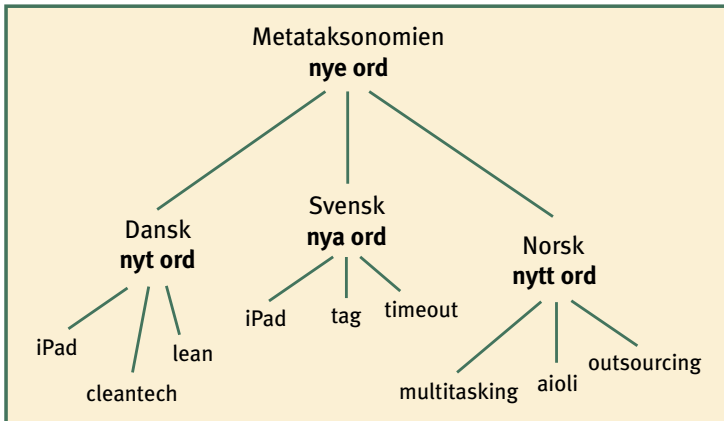 Metataksonomien
nye ord
Dansk
nyt ord
Svensk
nya ord
Norsk
nytt ord
iPad
cleantech
lean
iPad
tag
timeout
multitasking
aioli
outsourcing